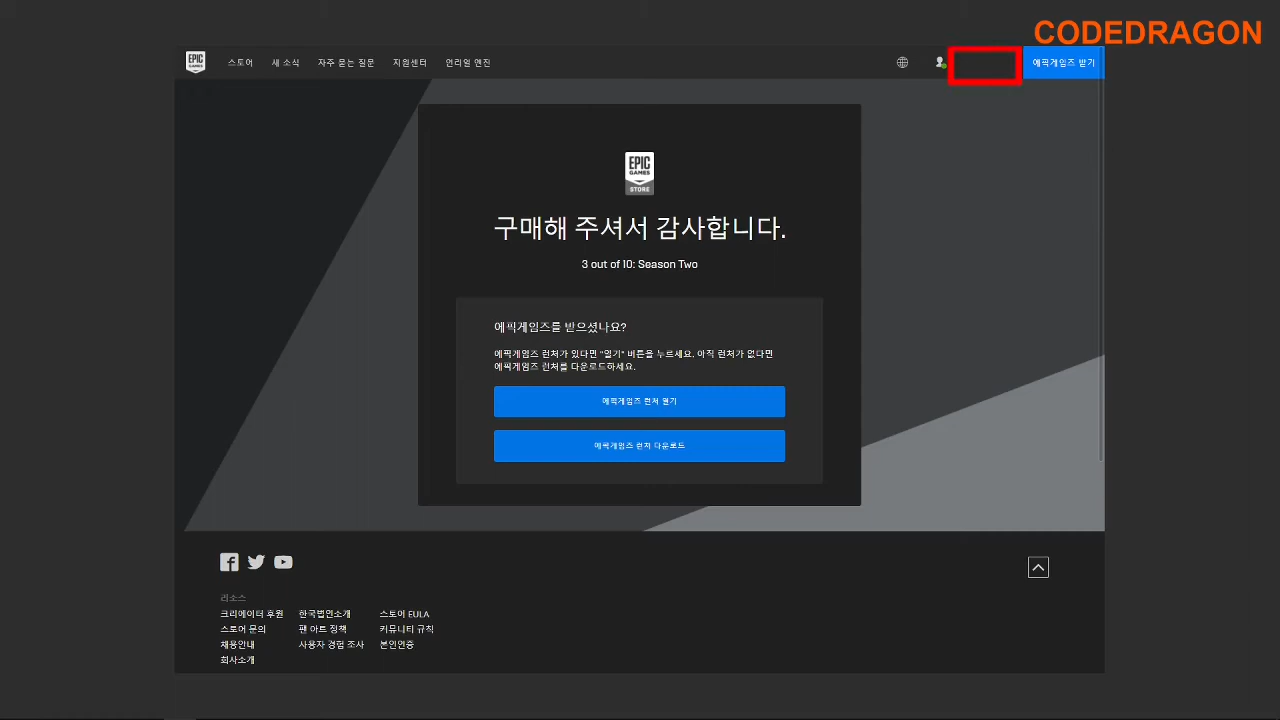 CODEDRAGON
EPIC GAMES
스토어
새 소식
자주 묻는 질문
지원센터
언리얼 엔진
에픽게임즈 받기
EPIC
GAMES
STORE
구매해 주셔서 감사합니다.
3 out of 10: Season Two
에픽게임즈를 받으셨나요?
에픽게임즈 런처가 있다면 "열기" 버튼을 누르세요. 아직 런처가 없다면
에픽게임즈 런처를 다운로드하세요.
에픽게임즈 런처 열기
에픽게임즈 런처 다운로드
리소스
크리에이터 후원 한국법인소개 스토어 EULA
스토어 문의 팬 아트 정책 커뮤니티 규칙
채용안내 사용자 경험 조사 본인인증
회사소개